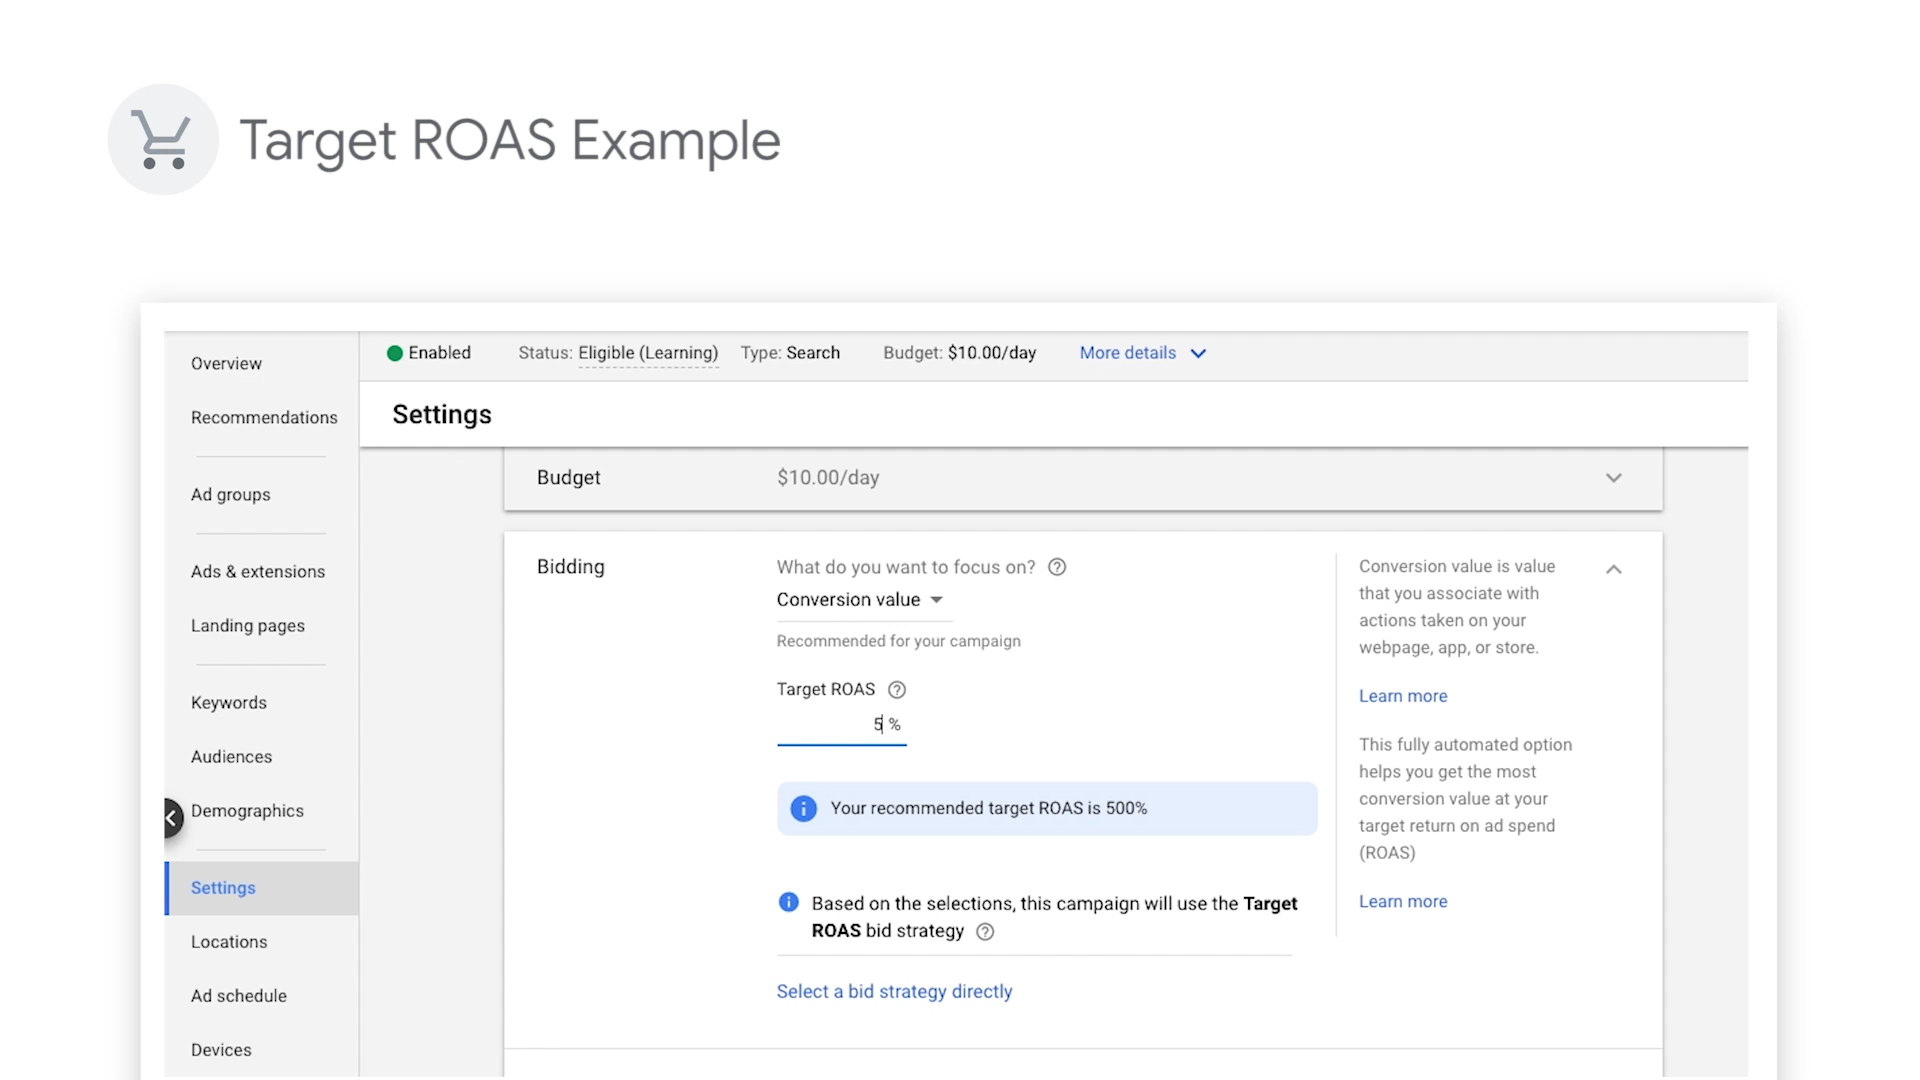 Target ROAS Example
Enabled
Status: Eligible (Learning)
Type: Search
Budget: $10.00/day
More details
Overview
Recommendations
Ad groups
Ads & extensions
Landing pages
Keywords
Audiences
Demographics
Settings
Locations
Ad schedule
Devices
Settings
Budget
$10.00/day
Bidding
What do you want to focus on?
Conversion value
Recommended for your campaign
Target ROAS
5 %
Your recommended target ROAS is 500%
Based on the selections, this campaign will use the Target
ROAS bid strategy
Select a bid strategy directly
Conversion value is value
that you associate with
actions taken on your
webpage, app, or store.
Learn more
This fully automated option
helps you get the most
conversion value at your
target return on ad spend
(ROAS)
Learn more